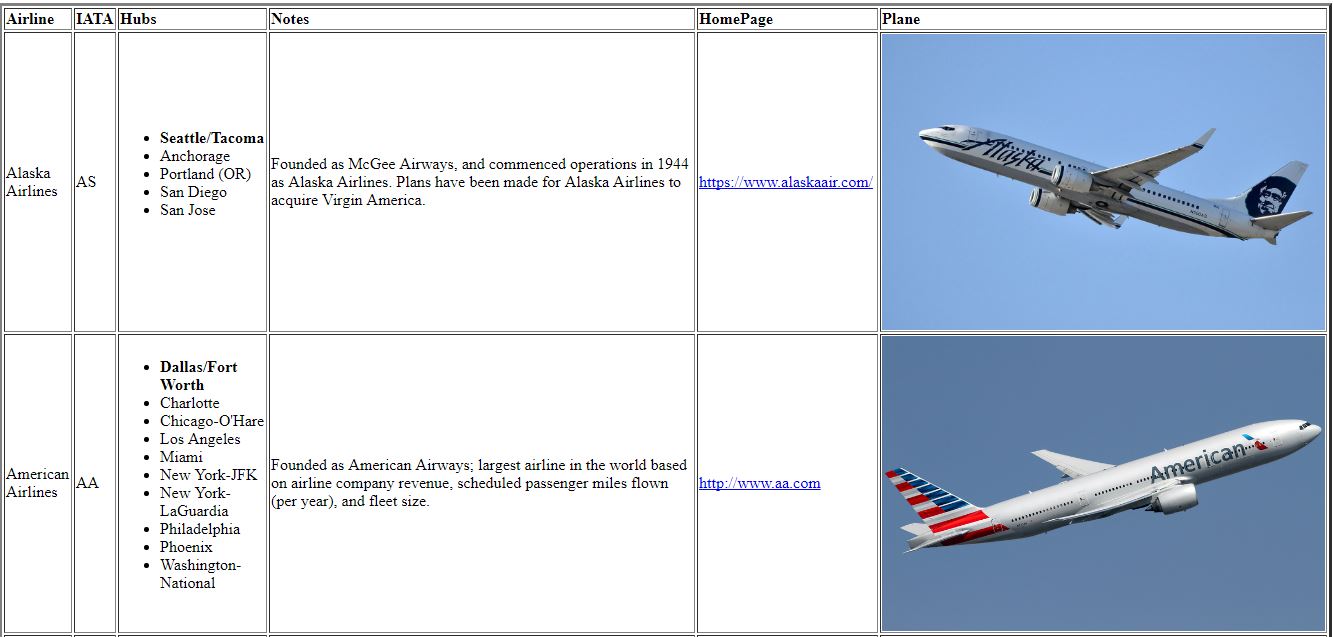 Airline IATA Hubs Notes HomePage Plane
Alaska
Airlines
AS
Seattle/Tacoma
Anchorage
Portland (OR)
San Diego
San Jose
Founded as McGee Airways, and commenced operations in 1944
as Alaska Airlines. Plans have been made for Alaska Airlines to
acquire Virgin America.
https://www.alaskaair.com/
Alaska
American
Airlines
AA
Dallas/Fort
Worth
Charlotte
Chicago-O'Hare
Los Angeles
Miami
New York-JFK
New York-
LaGuardia
Philadelphia
Phoenix
Washington-
National
Founded as American Airways; largest airline in the world based
on airline company revenue, scheduled passenger miles flown
(per year), and fleet size.
http://www.aa.com
American